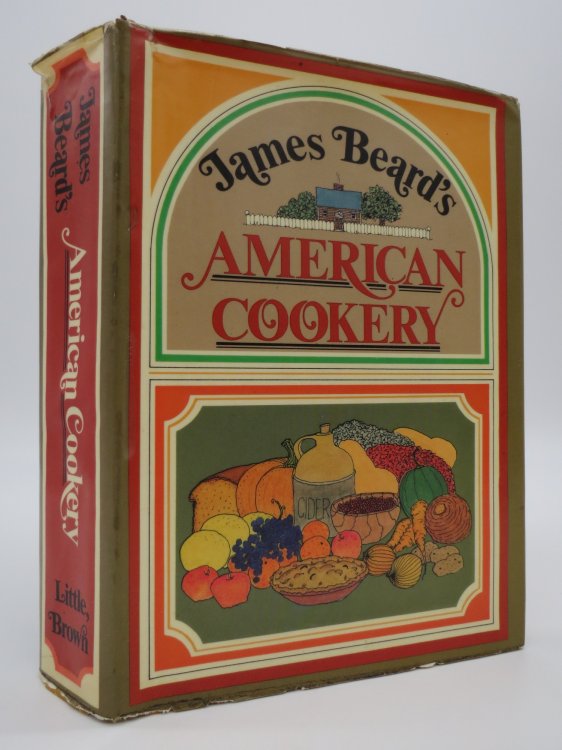 James Beard's
AMERICAN
COOKERY
CIDER
James
Beard's
American Cookery
Little,
Brown